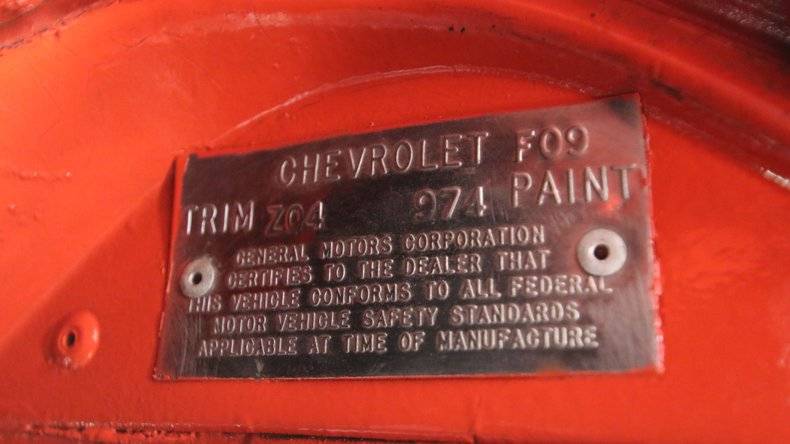 CHEVROLET F09
TRIM Z04 974 PAINT
GENERAL MOTORS CORPORATION
CERTIFIES TO THE DEALER THAT
THIS VEHICLE CONFORMS TO ALL FEDERAL
MOTOR VEHICLE SAFETY STANDARDS
APPLICABLE AT TIME OF MANUFACTURE